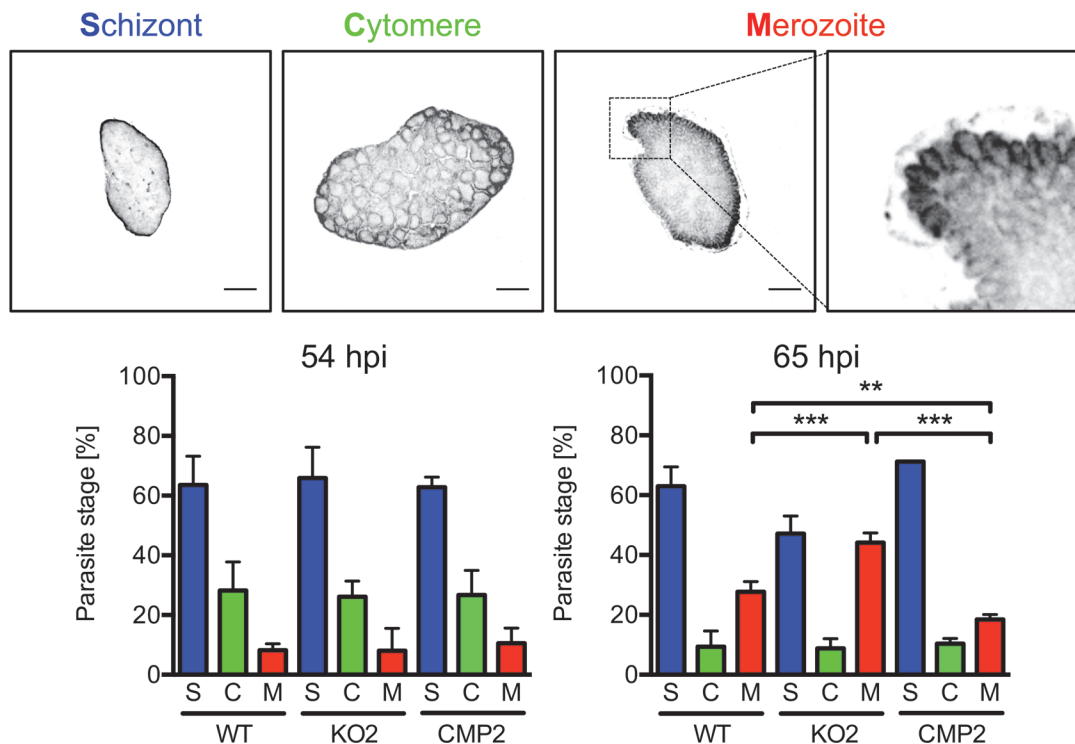 Schizont Cytomere Merozoite
54 hpi 65 hpi
Parasite stage [%]
100
80
60
40
20
0
S C M S C M S C M
WT KO2 CMP2
Parasite stage [%]
100
80
60
40
20
0
**
*** ***
S C M S C M S C M
WT KO2 CMP2